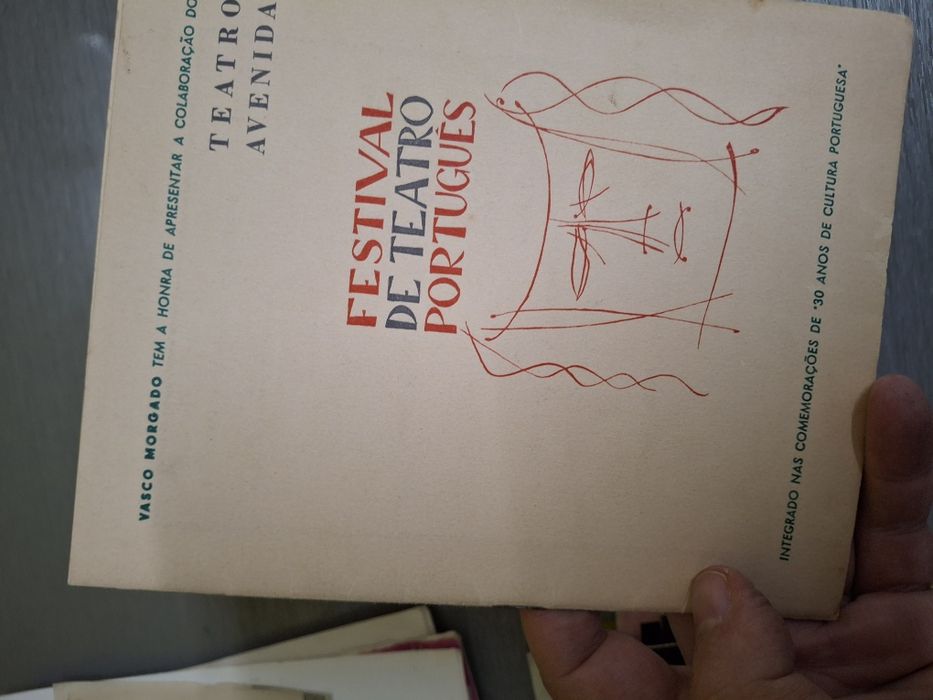 VASCO MORGADO TEM A HONRA DE APRESENTAR A COLABORAÇÃO DO
TEATRO
AVENIDA
FESTIVAL
DE TEATRO
PORTUGUÊS
INTEGRADO NAS COMEMORAÇÕES DE "30 ANOS DE CULTURA PORTUGUESA"